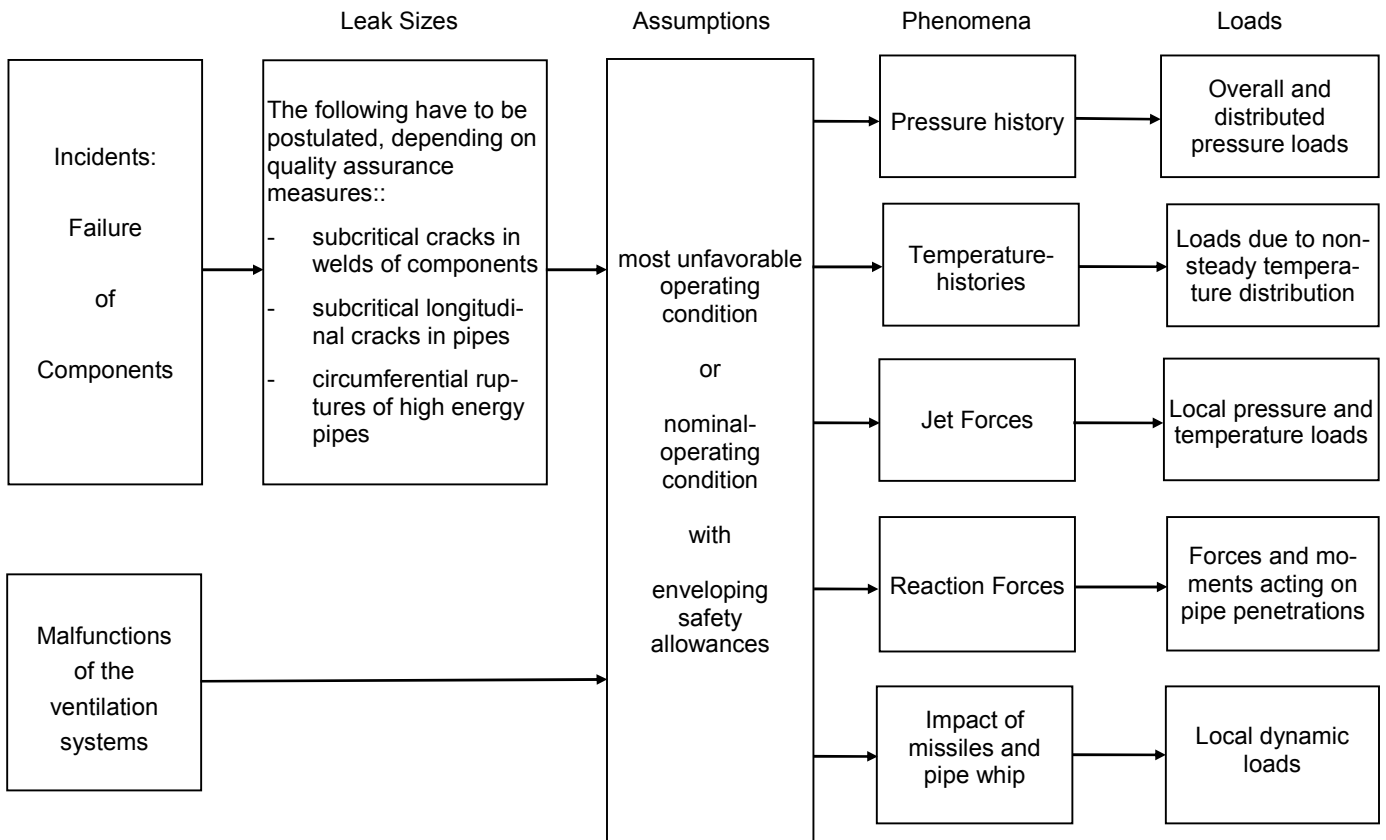 Leak Sizes
Assumptions
Phenomena
Loads
Incidents:
Failure
of
Components
The following have to be
postulated, depending on
quality assurance
measures::
- subcritical cracks in
welds of components
- subcritical longitudi-
nal cracks in pipes
- circumferential rup-
tures of high energy
pipes
Malfunctions
of the
ventilation
systems
most unfavorable
operating
condition
or
nominal-
operating
condition
with
enveloping
safety
allowances
Pressure history
Overall and
distributed
pressure loads
Temperature-
histories
Loads due to non-
steady tempera-
ture distribution
Jet Forces
Local pressure and
temperature loads
Reaction Forces
Forces and mo-
ments acting on
pipe penetrations
Impact of
missiles and
pipe whip
Local dynamic
loads